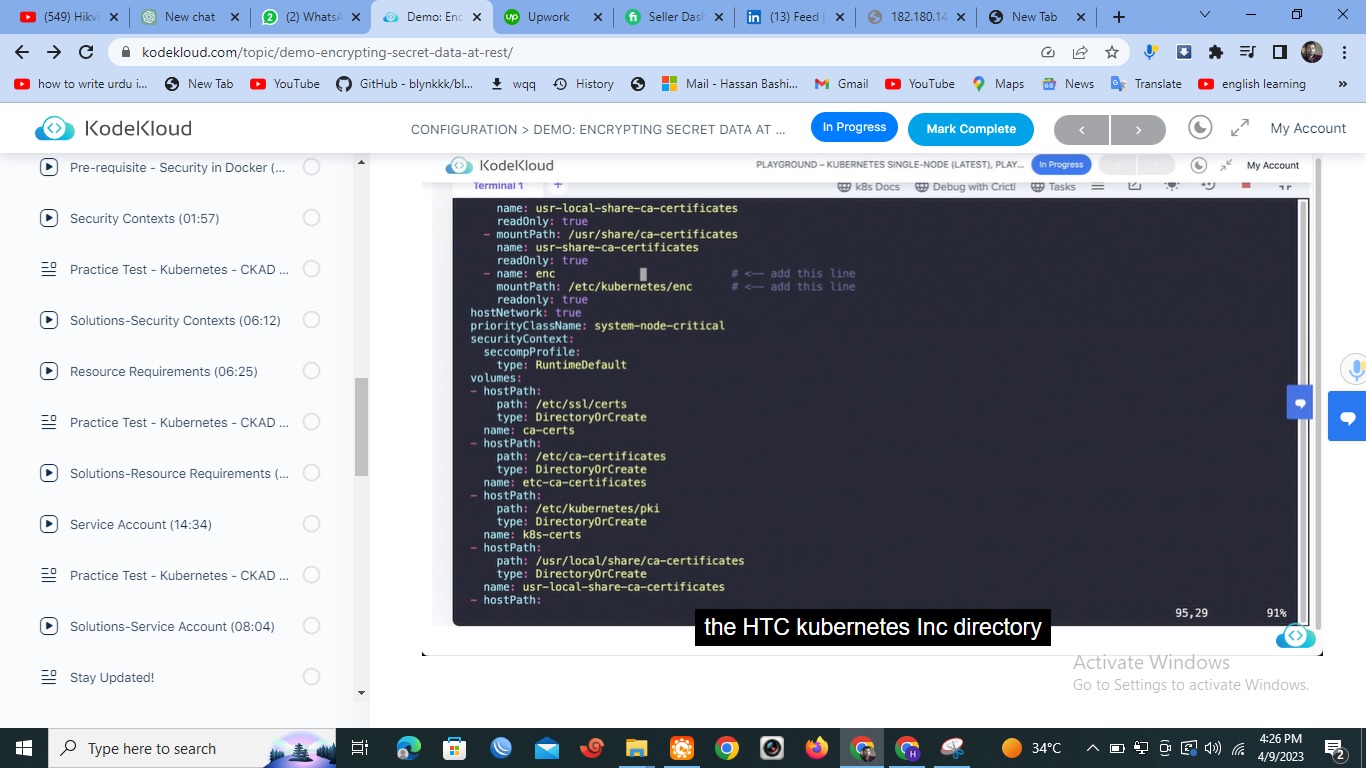 (549) Hikvi
New chat
(2) WhatsA
Demo: Enc
Upwork
Seller Dash
(13) Feed |
182.180.14
New Tab
kodekloud.com/topic/demo-encrypting-secret-data-at-rest/
how to write urdu i...
New Tab
YouTube
GitHub - blynkkk/bl...
wqq
History
Mail - Hassan Bashi...
Gmail
YouTube
Maps
News
Translate
english learning
»
KodeKloud
CONFIGURATION > DEMO: ENCRYPTING SECRET DATA AT ...
In Progress
Mark Complete
My Account
Pre-requisite - Security in Docker (...
Security Contexts (01:57)
Practice Test - Kubernetes - CKAD ...
Solutions-Security Contexts (06:12)
Resource Requirements (06:25)
Practice Test - Kubernetes - CKAD ...
Solutions-Resource Requirements (...
Service Account (14:34)
Practice Test - Kubernetes - CKAD ...
Solutions-Service Account (08:04)
Stay Updated!
KodeKloud
PLAYGROUND – KUBERNETES SINGLE-NODE (LATEST), PLAY...
In Progress
My Account
Terminal 1 +
k8s Docs
Debug with Crictl
Tasks
name: usr-local-share-ca-certificates
readOnly: true
- mountPath: /usr/share/ca-certificates
name: usr-share-ca-certificates
readOnly: true
- name: enc # <-- add this line
mountPath: /etc/kubernetes/enc # <-- add this line
readonly: true
hostNetwork: true
priorityClassName: system-node-critical
securityContext:
seccompProfile:
type: RuntimeDefault
volumes:
- hostPath:
path: /etc/ssl/certs
type: DirectoryOrCreate
name: ca-certs
- hostPath:
path: /etc/ca-certificates
type: DirectoryOrCreate
name: etc-ca-certificates
- hostPath:
path: /etc/kubernetes/pki
type: DirectoryOrCreate
name: k8s-certs
- hostPath:
path: /usr/local/share/ca-certificates
type: DirectoryOrCreate
name: usr-local-share-ca-certificates
- hostPath:
95,29 91%
the HTC kubernetes Inc directory
Activate Windows
Go to Settings to activate Windows.
Type here to search
34°C
4:26 PM
4/9/2023
2